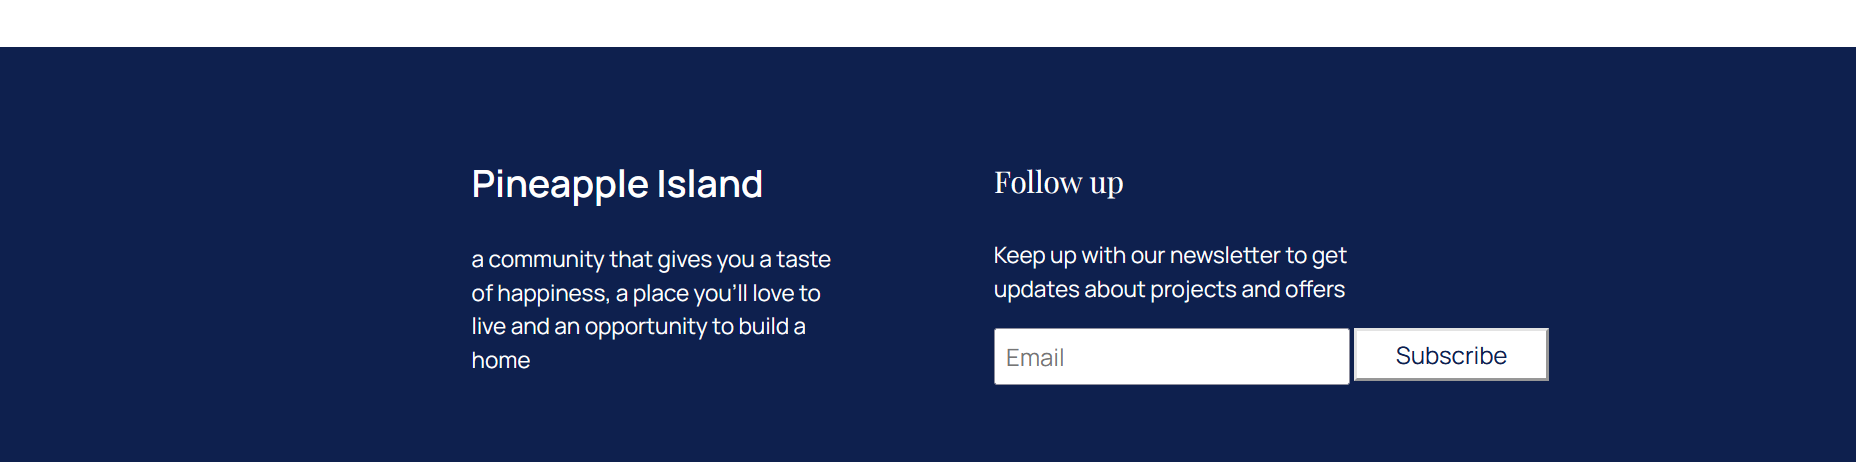 Pineapple Island
a community that gives you a taste
of happiness, a place you’ll love to
live and an opportunity to build a
home
Follow up
Keep up with our newsletter to get
updates about projects and offers
Email
Subscribe